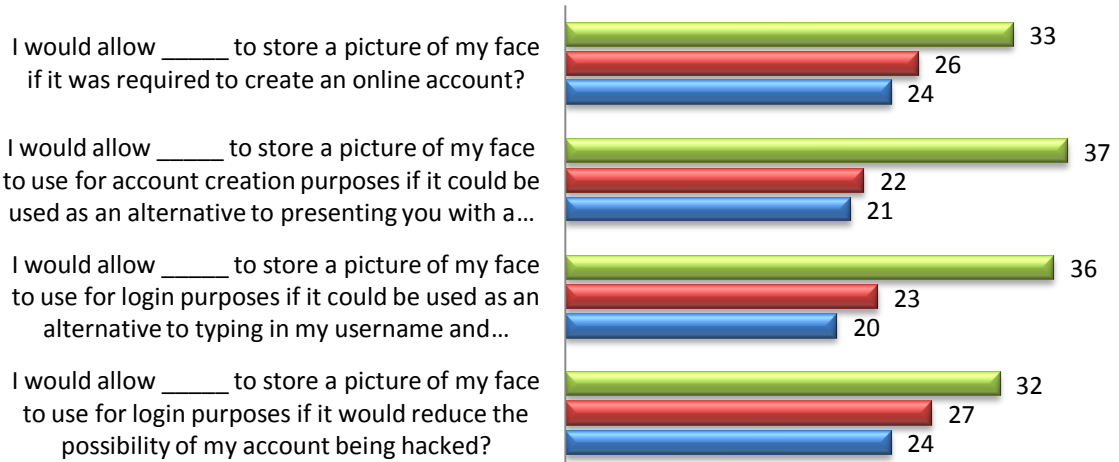 I would allow _____ to store a picture of my face
if it was required to create an online account?
33
26
24
I would allow _____ to store a picture of my face
to use for account creation purposes if it could be
used as an alternative to presenting you with a…
37
22
21
I would allow _____ to store a picture of my face
to use for login purposes if it could be used as an
alternative to typing in my username and…
36
23
20
I would allow _____ to store a picture of my face
to use for login purposes if it would reduce the
possibility of my account being hacked?
32
27
24